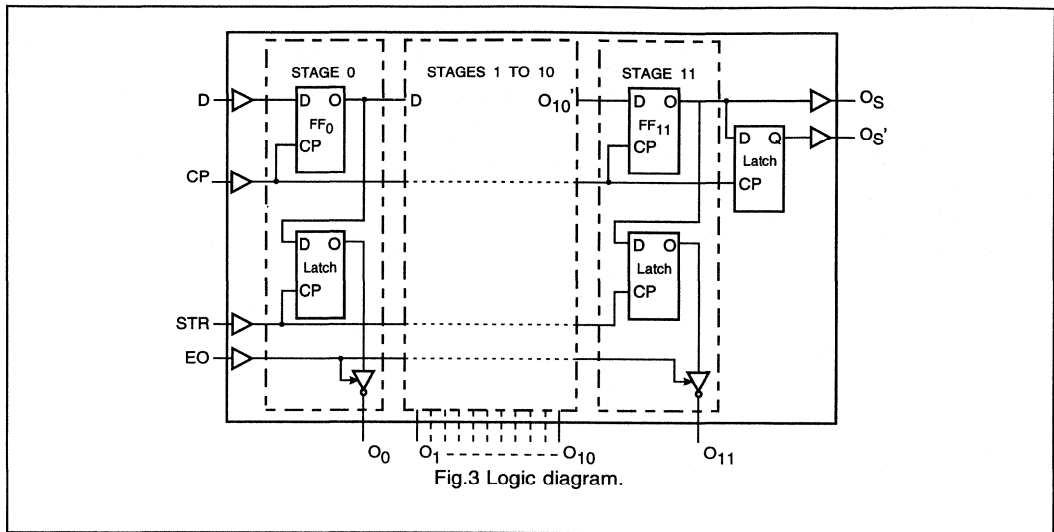 STAGE 0 STAGES 1 TO 10 STAGE 11
D D O D O10' D O OS
FF0 FF11 D Q OS'
CP CP Latch
CP CP
D O D O
Latch Latch
CP CP
STR
EO
O0 O1 O10 O11
Fig.3 Logic diagram.